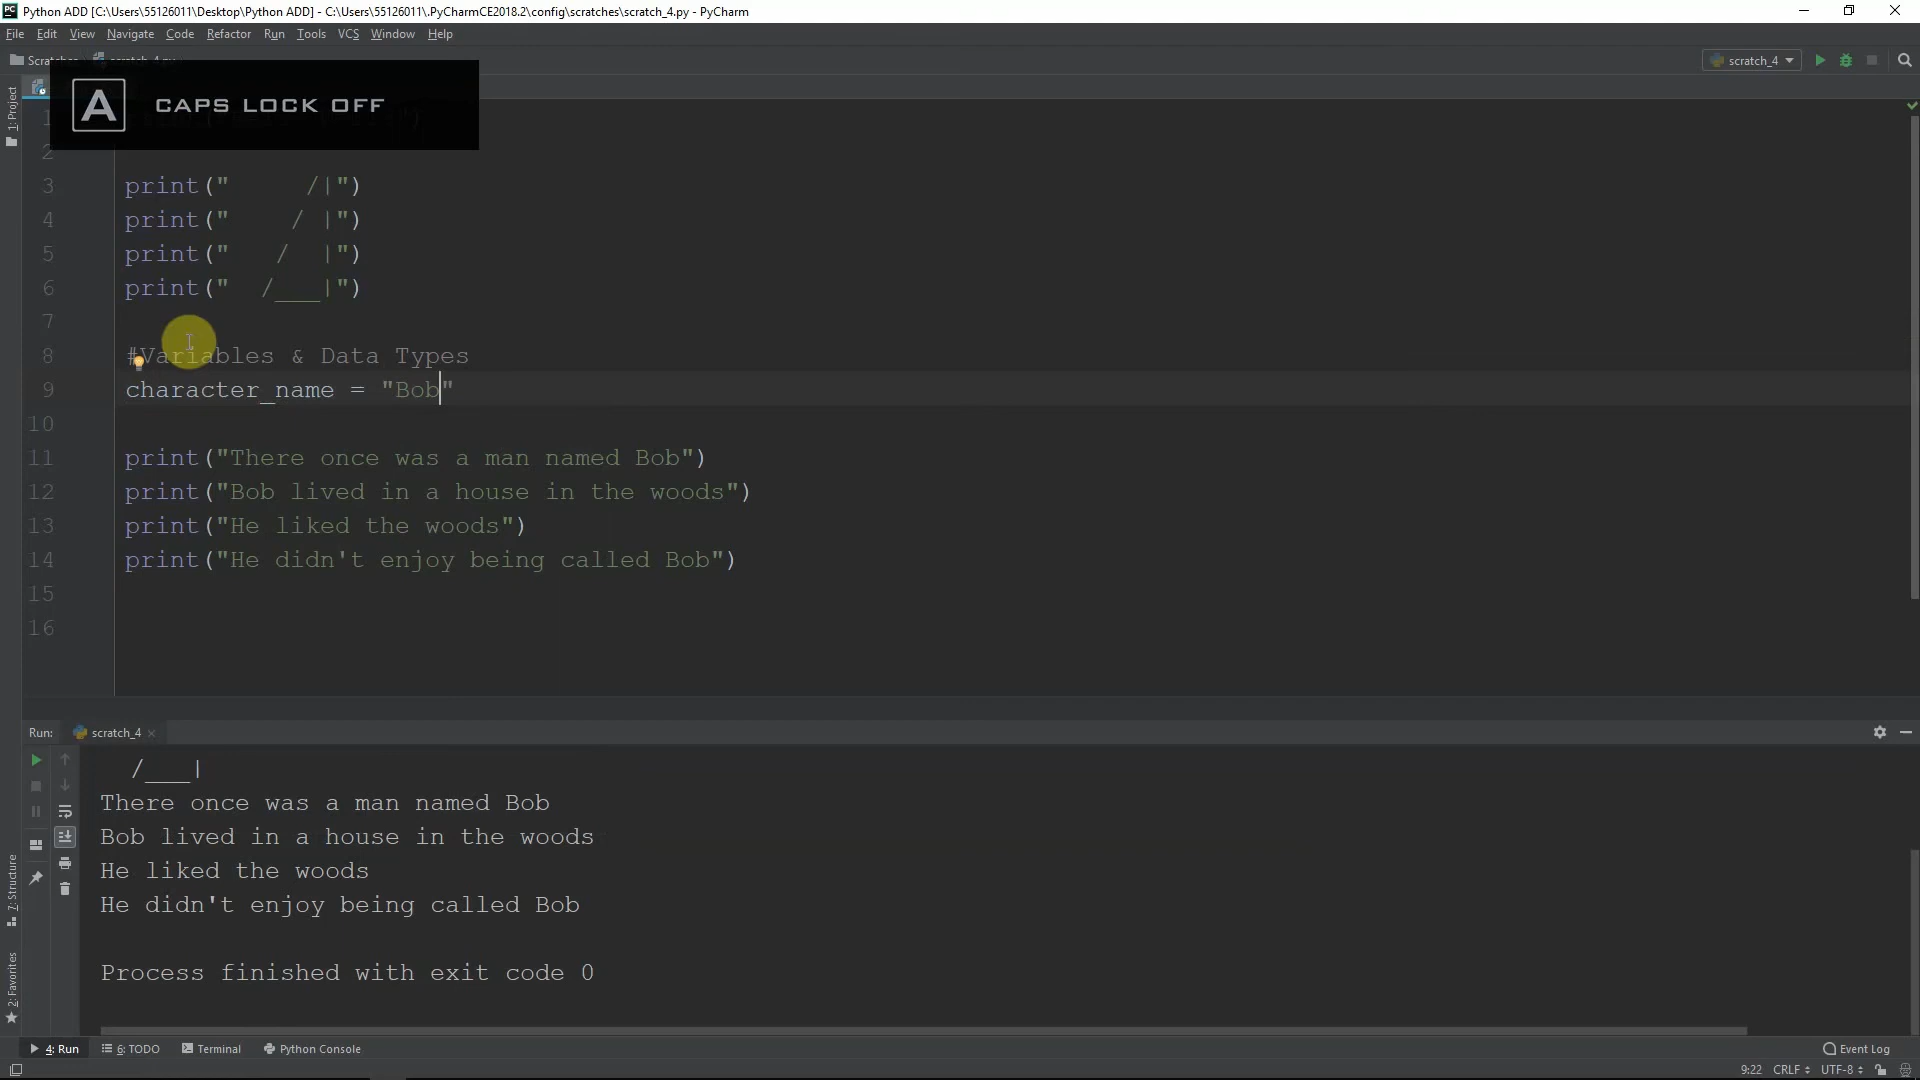 Python ADD [C:\Users\55126011\Desktop\Python ADD] - C:\Users\55126011\.PyCharmCE2018.2\config\scratches\scratch_4.py - PyCharm
File Edit View Navigate Code Refactor Run Tools VCS Window Help
scratch_4
A CAPS LOCK OFF
1: Project
1
2
3 print("      /|")
4 print("     / |")
5 print("    /  |")
6 print("   /___|")
7
8 #Variables & Data Types
9 character_name = "Bob"
10
11 print("There once was a man named Bob")
12 print("Bob lived in a house in the woods")
13 print("He liked the woods")
14 print("He didn't enjoy being called Bob")
15
16
Run: scratch_4
/___|
There once was a man named Bob
Bob lived in a house in the woods
He liked the woods
He didn't enjoy being called Bob
Process finished with exit code 0
7: Structure
2: Favorites
4: Run 6: TODO Terminal Python Console Event Log
9:22 CRLF UTF-8